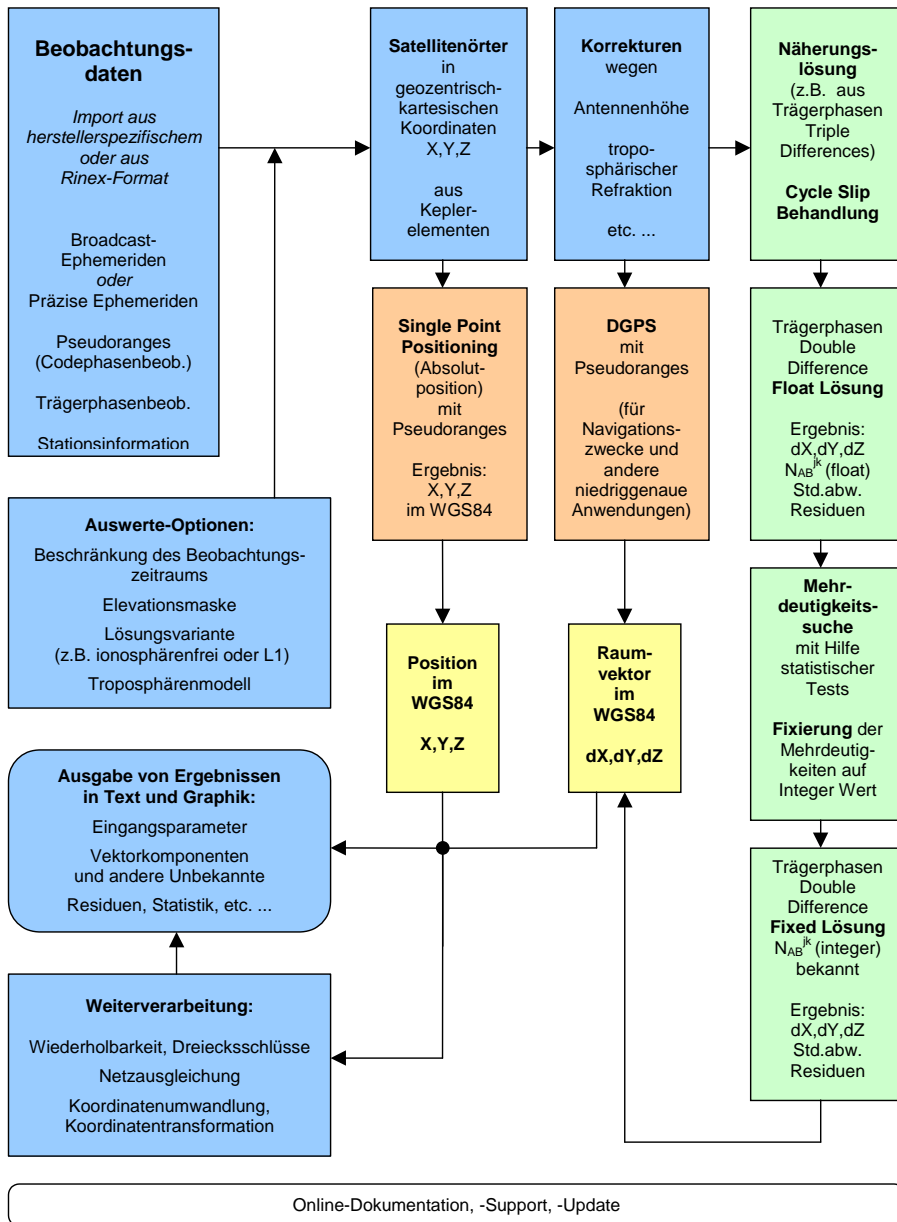 Beobachtungs-
daten
Import aus
herstellerspezifischem
oder aus
Rinex-Format
Broadcast-
Ephemeriden
oder
Präzise Ephemeriden
Pseudoranges
(Codephasenbeob.)
Trägerphasenbeob.
Stationsinformation
Auswerte-Optionen:
Beschränkung des Beobachtungs-
zeitraums
Elevationsmaske
Lösungsvariante
(z.B. ionosphärenfrei oder L1)
Troposphärenmodell
Ausgabe von Ergebnissen
in Text und Graphik:
Eingangsparameter
Vektorkomponenten
und andere Unbekannte
Residuen, Statistik, etc. ...
Weiterverarbeitung:
Wiederholbarkeit, Dreiecksschlüsse
Netzausgleichung
Koordinatenumwandlung,
Koordinatentransformation
Satellitenörter
in
geozentrisch-
kartesischen
Koordinaten
X,Y,Z
aus
Kepler-
elementen
Single Point
Positioning
(Absolut-
position)
mit
Pseudoranges
Ergebnis:
X,Y,Z
im WGS84
Position
im
WGS84
X,Y,Z
Korrekturen
wegen
Antennenhöhe
tropo-
sphärischer
Refraktion
etc. ...
DGPS
mit
Pseudoranges
(für
Navigations-
zwecke und
andere
niedriggenaue
Anwendungen)
Raum-
vektor
im
WGS84
dX,dY,dZ
Näherungs-
lösung
(z.B. aus
Trägerphasen
Triple
Differences)
Cycle Slip
Behandlung
Trägerphasen
Double
Difference
Float Lösung
Ergebnis:
dX,dY,dZ
NAB^jk (float)
Std.abw.
Residuen
Mehr-
deutigkeits-
suche
mit Hilfe
statistischer
Tests
Fixierung der
Mehrdeutig-
keiten auf
Integer Wert
Trägerphasen
Double
Difference
Fixed Lösung
NAB^jk (integer)
bekannt
Ergebnis:
dX,dY,dZ
Std.abw.
Residuen
Online-Dokumentation, -Support, -Update